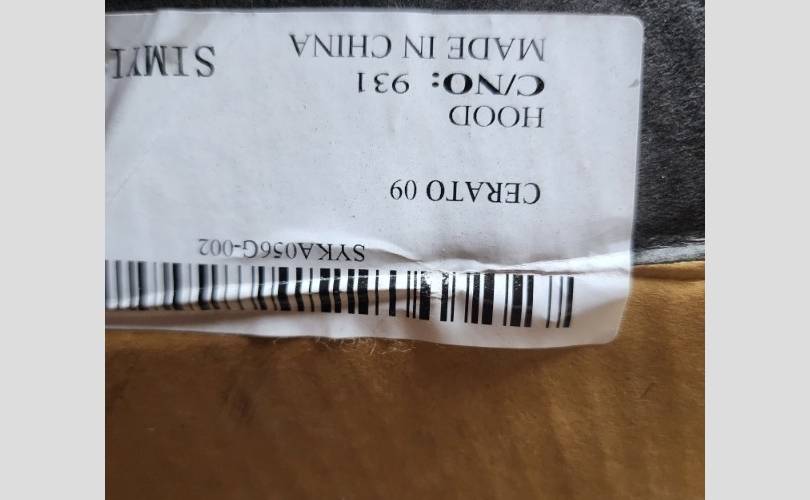 SYKA056G-002
CERATO 09
HOOD
C/NO: 931
MADE IN CHINA
SIMYI